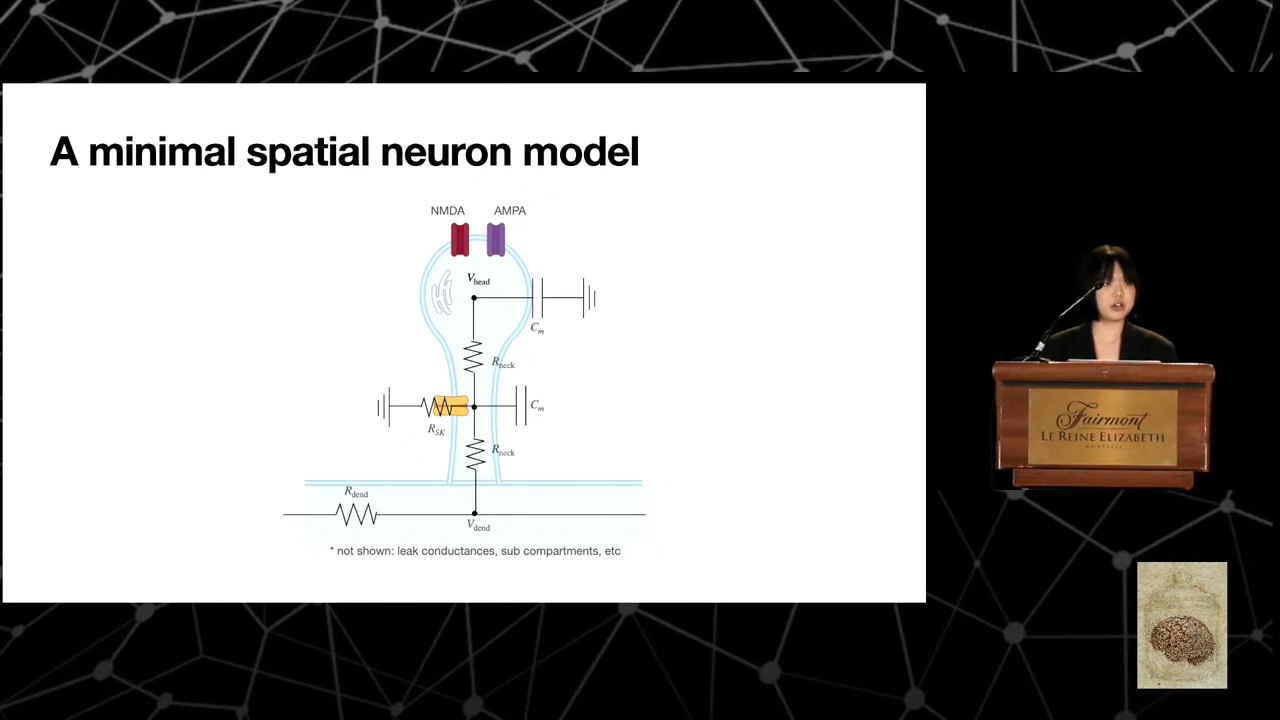 A minimal spatial neuron model
NMDA AMPA
V_head
C_m
R_neck
C_m
R_SK
R_neck
R_dend
V_dend
* not shown: leak conductances, sub compartments, etc
Fairmont
LE REINE ELIZABETH